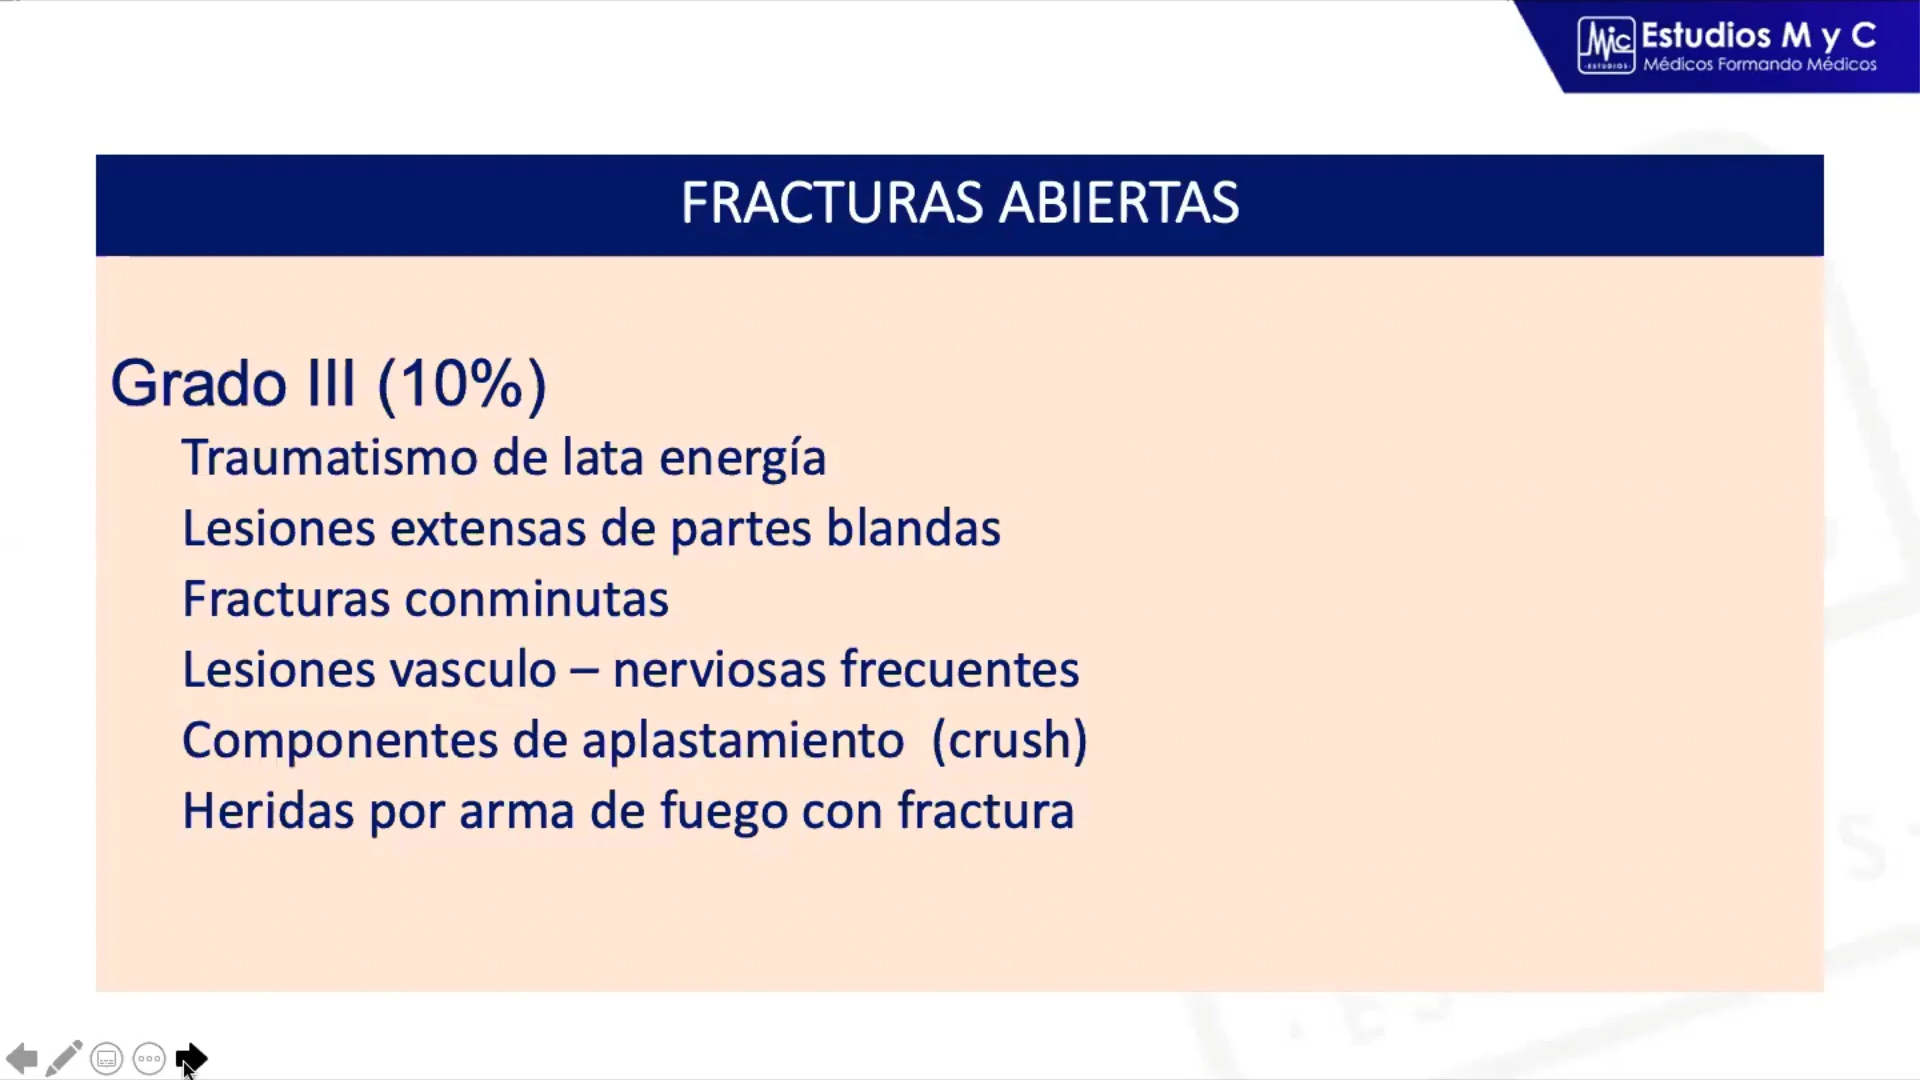 Estudios M y C
Médicos Formando Médicos
FRACTURAS ABIERTAS
Grado III (10%)
Traumatismo de lata energía
Lesiones extensas de partes blandas
Fracturas conminutas
Lesiones vasculo – nerviosas frecuentes
Componentes de aplastamiento (crush)
Heridas por arma de fuego con fractura